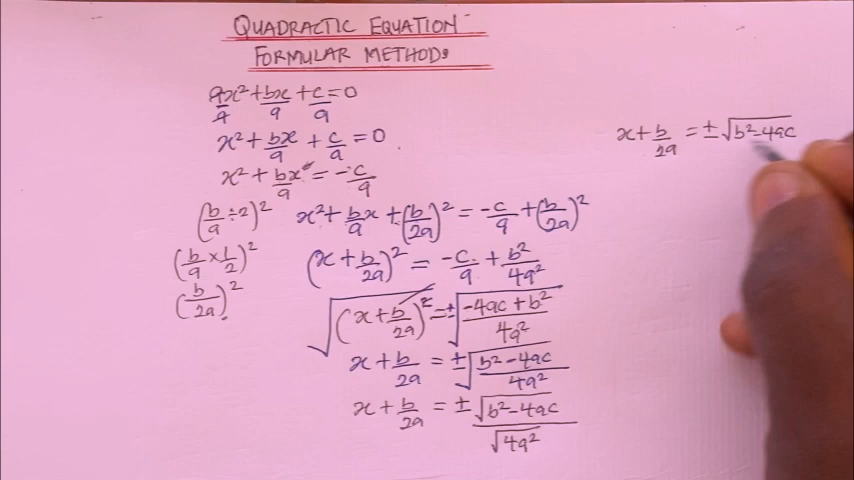 QUADRACTIC EQUATION
FORMULAR METHOD:
ax²/a + bx/a + c/a = 0
x² + bx/a + c/a = 0
x² + bx/a = -c/a
(b/a ÷ 2)²
(b/a × 1/2)²
(b/2a)²
x² + b/a x + (b/2a)² = -c/a + (b/2a)²
(x + b/2a)² = -c/a + b²/4a²
√(x + b/2a)² = ±√(-4ac + b²/4a²)
x + b/2a = ±√(b² - 4ac/4a²)
x + b/2a = ±√b² - 4ac/√4a²
x + b/2a = ±√b² - 4ac